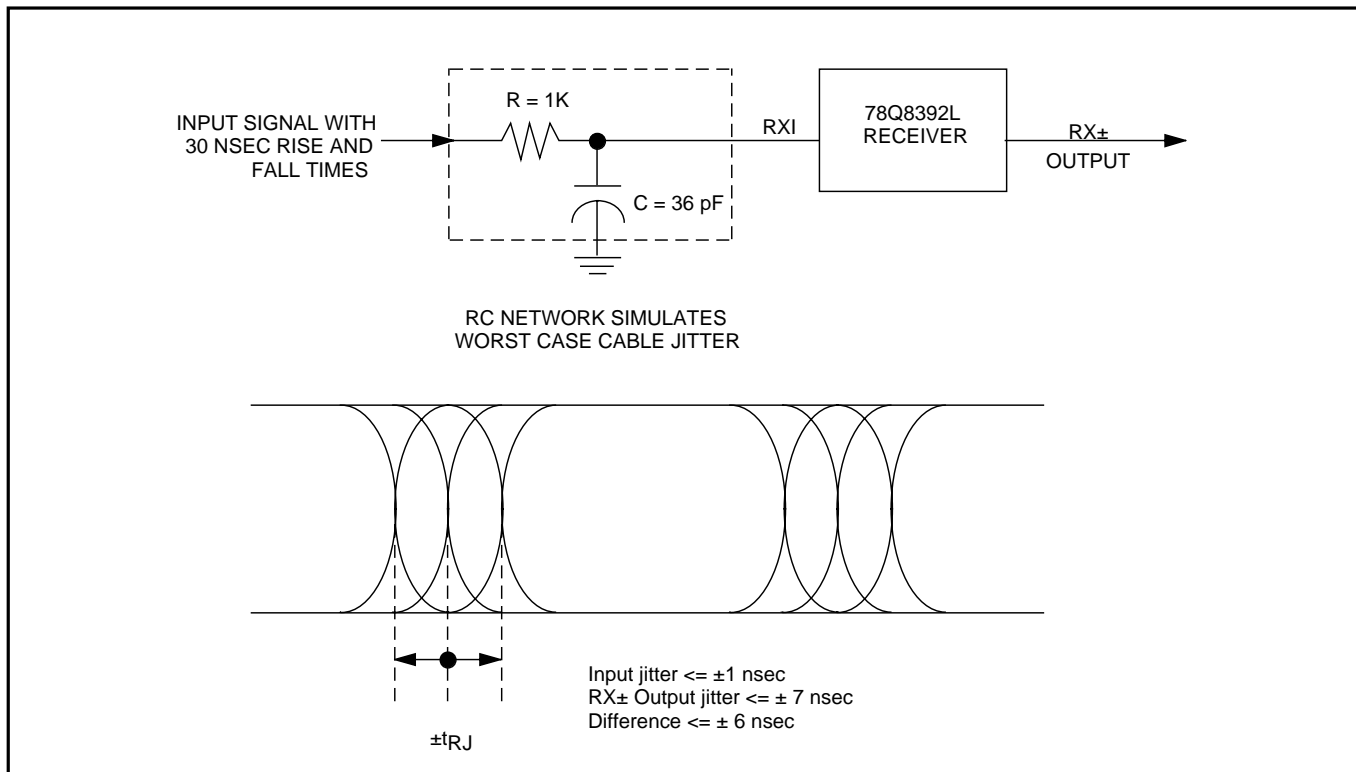 INPUT SIGNAL WITH
30 NSEC RISE AND
FALL TIMES
R = 1K
C = 36 pF
RXI
78Q8392L
RECEIVER
RX±
OUTPUT
RC NETWORK SIMULATES
WORST CASE CABLE JITTER
Input jitter <= ±1 nsec
RX± Output jitter <= ± 7 nsec
Difference <= ± 6 nsec
±tRJ